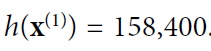 h(x⁽¹⁾) = 158,400.